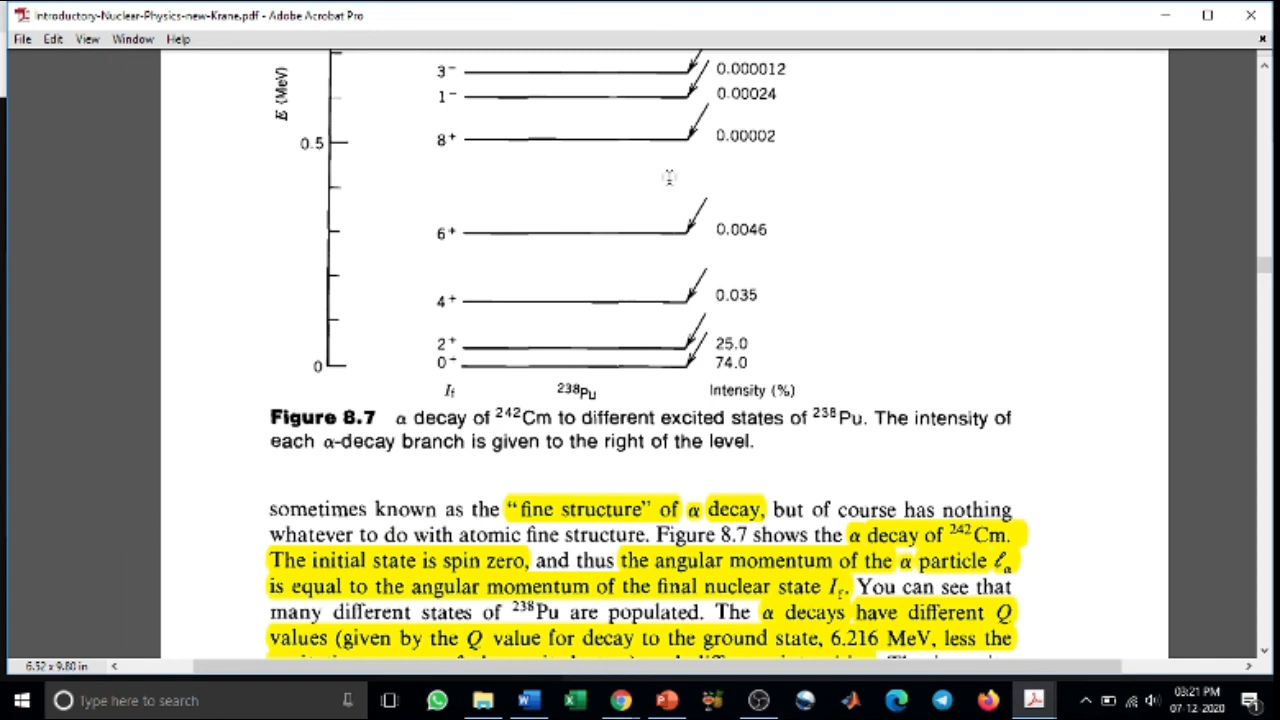 Introductory-Nuclear-Physics-new-Krane.pdf - Adobe Acrobat Pro
File Edit View Window Help
E (MeV)
3⁻ 0.000012
1⁻ 0.00024
0.5 8⁺ 0.00002
6⁺ 0.0046
4⁺ 0.035
2⁺ 25.0
0 0⁺ 74.0
I_f ²³⁸Pu Intensity (%)
Figure 8.7 α decay of ²⁴²Cm to different excited states of ²³⁸Pu. The intensity of
each α-decay branch is given to the right of the level.
sometimes known as the “fine structure” of α decay, but of course has nothing
whatever to do with atomic fine structure. Figure 8.7 shows the α decay of ²⁴²Cm.
The initial state is spin zero, and thus the angular momentum of the α particle ℓ_α
is equal to the angular momentum of the final nuclear state I_f. You can see that
many different states of ²³⁸Pu are populated. The α decays have different Q
values (given by the Q value for decay to the ground state, 6.216 MeV, less the
6.52 x 9.80 in
Type here to search
03:21 PM
07-12-2020